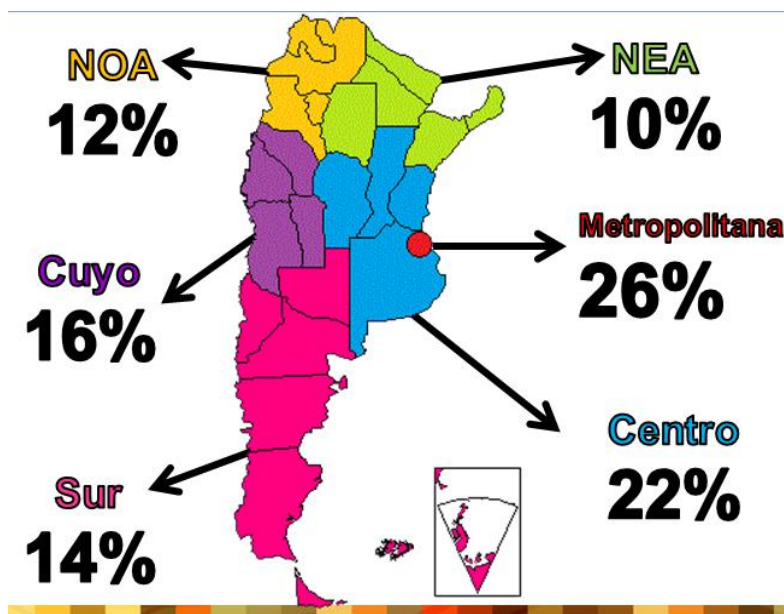 NOA
12%
NEA
10%
Metropolitana
26%
Cuyo
16%
Centro
22%
Sur
14%